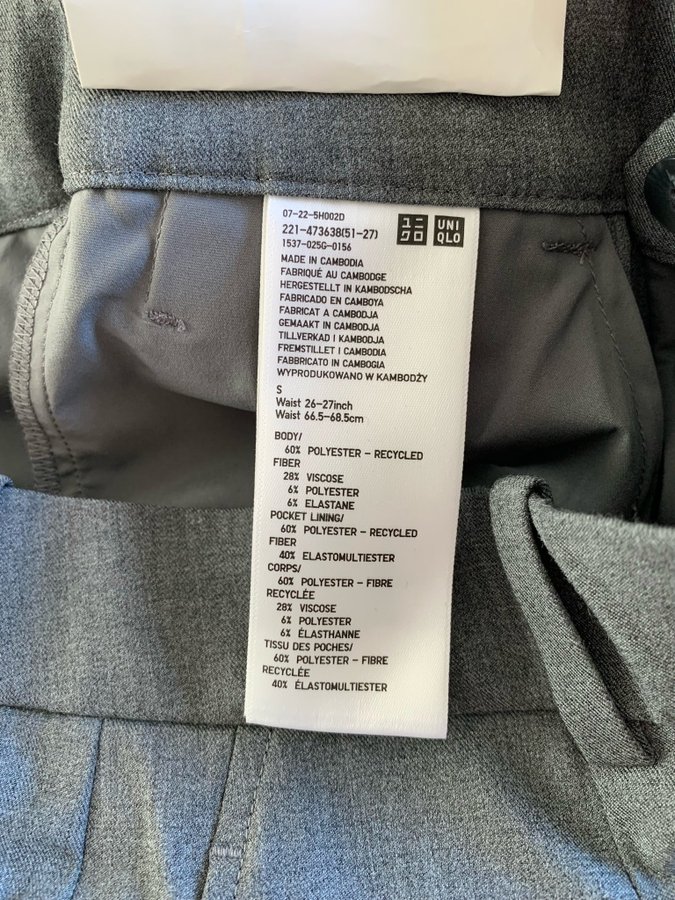 07-22-5H002D
221-473638(51-27)
1537-025G-0156
ユニ
クロ
UNI
QLO
MADE IN CAMBODIA
FABRIQUÉ AU CAMBODGE
HERGESTELLT IN KAMBODSCHA
FABRICADO EN CAMBOYA
FABRICAT A CAMBODJA
GEMAAKT IN CAMBODJA
TILLVERKAD I KAMBODJA
FREMSTILLET I CAMBODIA
FABBRICATO IN CAMBOGIA
WYPRODUKOWANO W KAMBODŻY
S
Waist 26-27inch
Waist 66.5-68.5cm
BODY/
60% POLYESTER - RECYCLED
FIBER
28% VISCOSE
6% POLYESTER
6% ELASTANE
POCKET LINING/
60% POLYESTER - RECYCLED
FIBER
40% ELASTOMULTIESTER
CORPS/
60% POLYESTER - FIBRE
RECYCLÉE
28% VISCOSE
6% POLYESTER
6% ÉLASTHANNE
TISSU DES POCHES/
60% POLYESTER - FIBRE
RECYCLÉE
40% ÉLASTOMULTIESTER